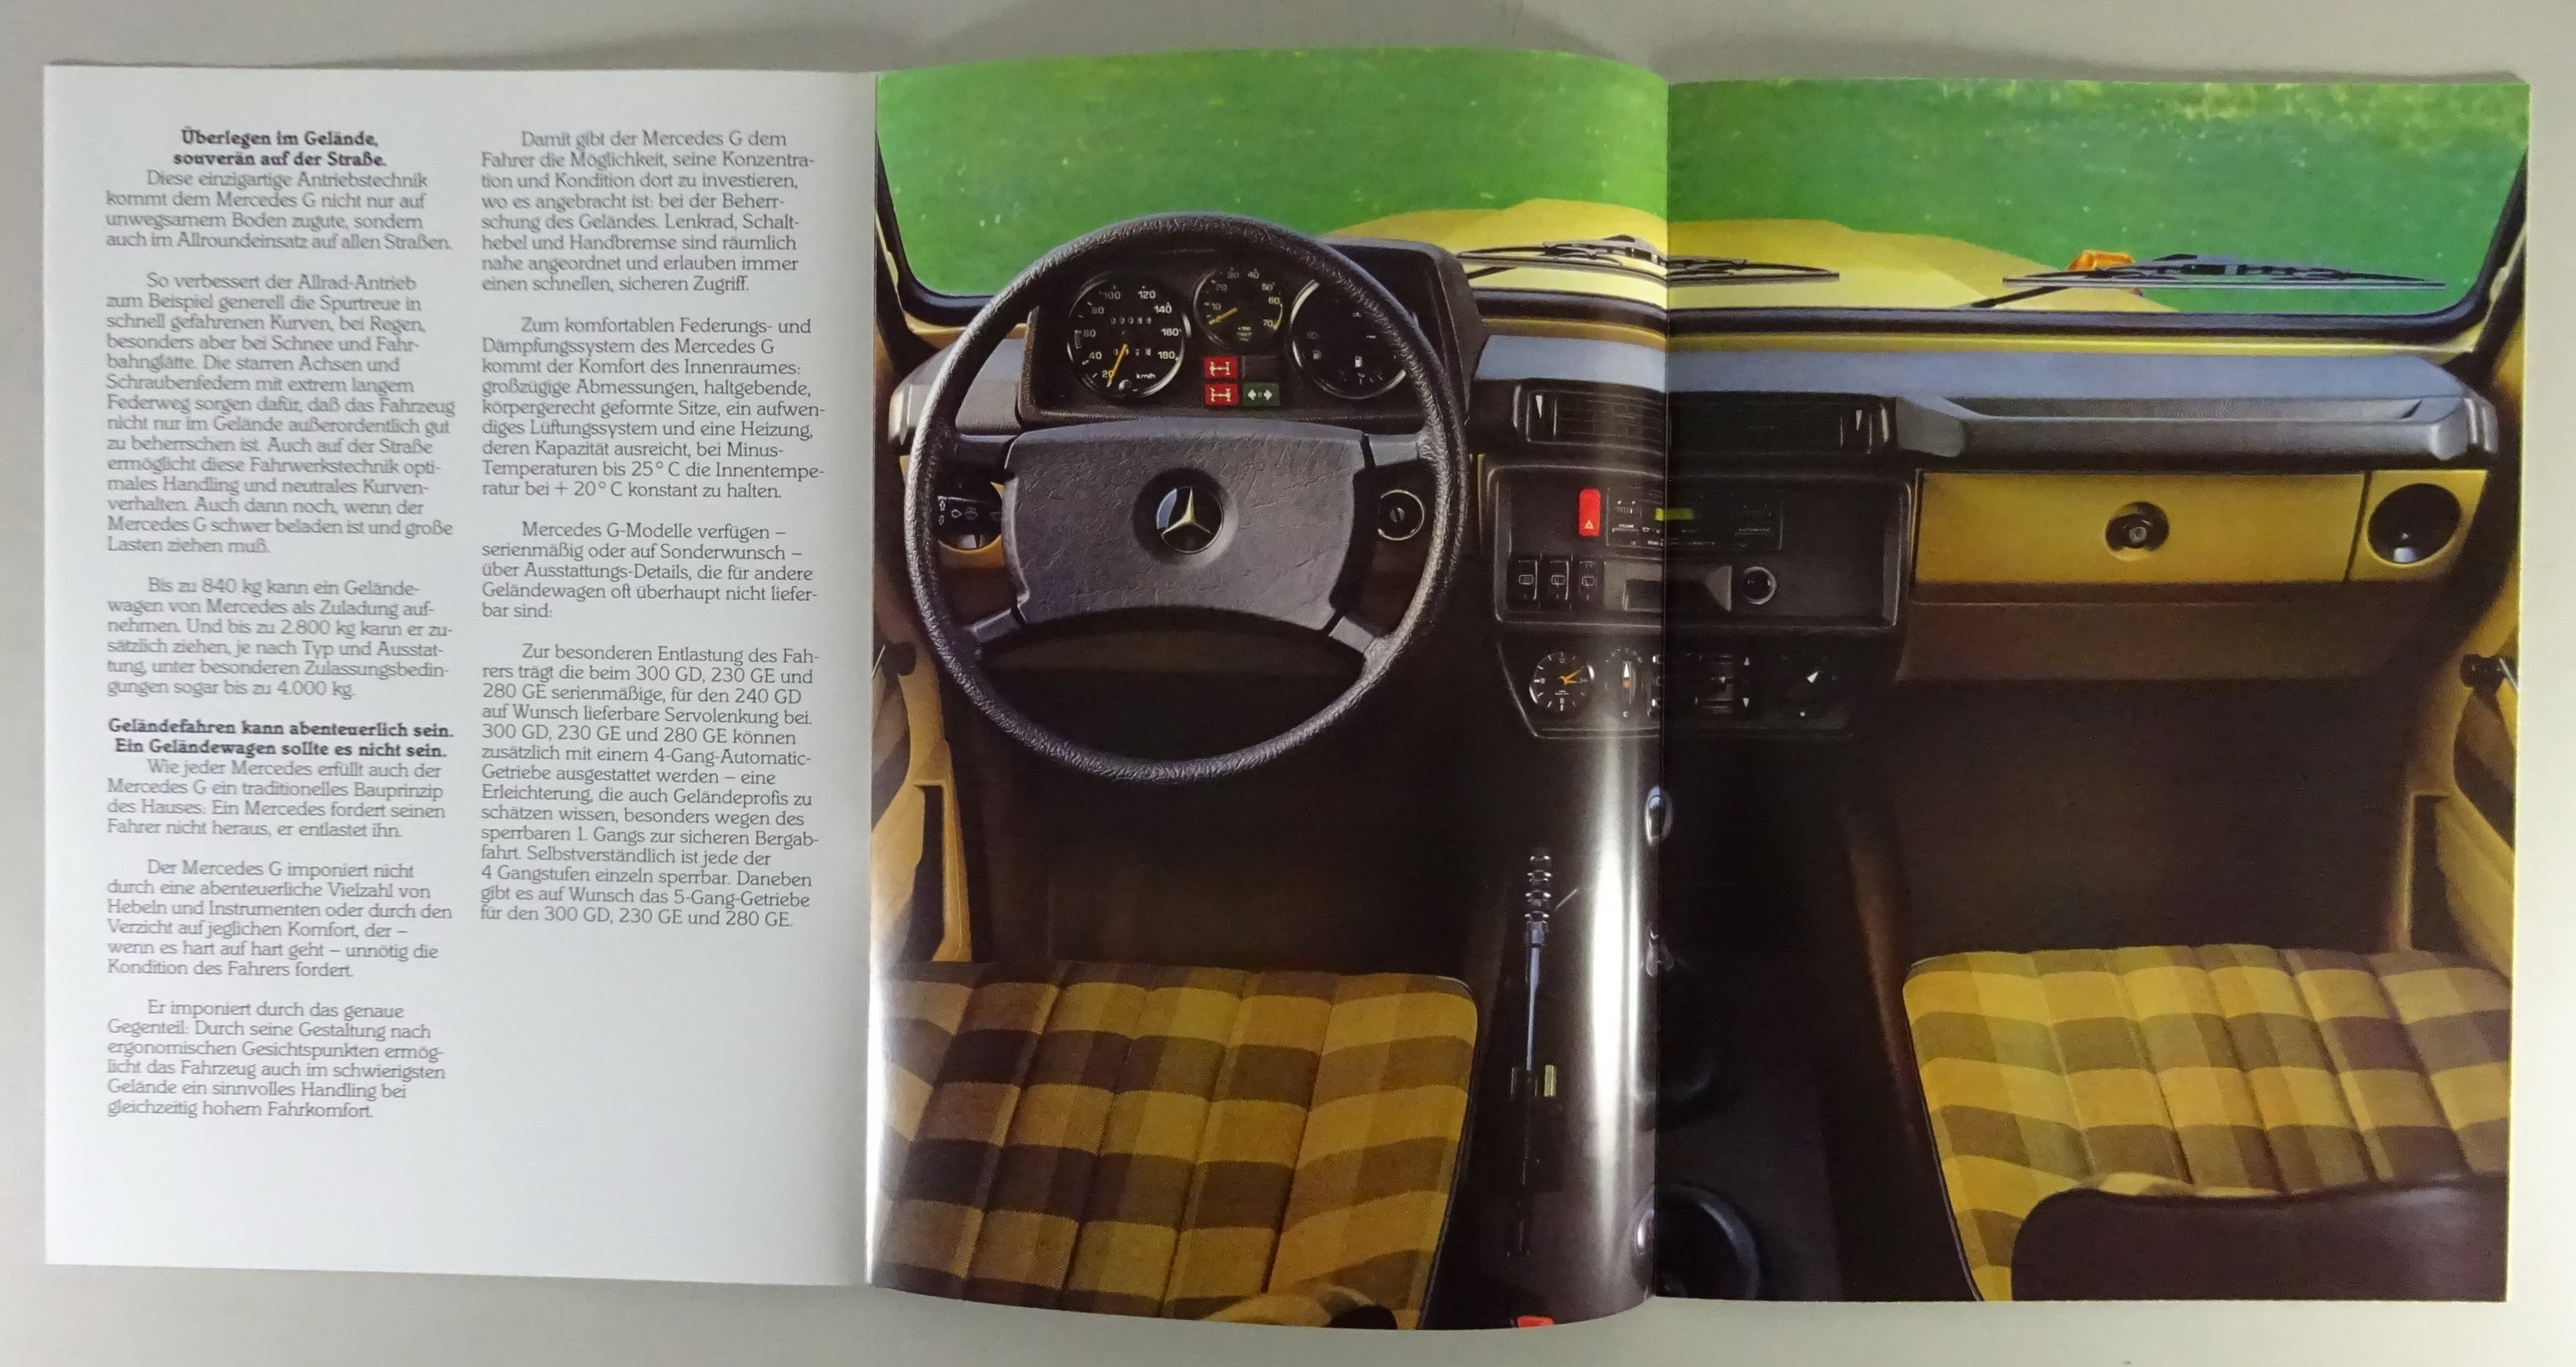 Überlegen im Gelände,
souverän auf der Straße.
Diese einzigartige Antriebstechnik
kommt dem Mercedes G nicht nur auf
unwegsamem Boden zugute, sondern
auch im Allroundeinsatz auf allen Straßen.
So verbessert der Allrad-Antrieb
zum Beispiel generell die Spurtreue in
schnell gefahrenen Kurven, bei Regen,
besonders aber bei Schnee und Fahr-
bahnglätte. Die starren Achsen und
Schraubenfedern mit extrem langem
Federweg sorgen dafür, daß das Fahrzeug
nicht nur im Gelände außerordentlich gut
zu beherrschen ist. Auch auf der Straße
ermöglicht diese Fahrwerkstechnik opti-
males Handling und neutrales Kurven-
verhalten. Auch dann noch, wenn der
Mercedes G schwer beladen ist und große
Lasten ziehen muß.
Bis zu 840 kg kann ein Gelände-
wagen von Mercedes als Zuladung auf-
nehmen. Und bis zu 2.800 kg kann er zu-
sätzlich ziehen, je nach Typ und Ausstat-
tung, unter besonderen Zulassungsbedin-
gungen sogar bis zu 4.000 kg.
Geländefahren kann abenteuerlich sein.
Ein Geländewagen sollte es nicht sein.
Wie jeder Mercedes erfüllt auch der
Mercedes G ein traditionelles Bauprinzip
des Hauses: Ein Mercedes fordert seinen
Fahrer nicht heraus, er entlastet ihn.
Der Mercedes G imponiert nicht
durch eine abenteuerliche Vielzahl von
Hebeln und Instrumenten oder durch den
Verzicht auf jeglichen Komfort, der –
wenn es hart auf hart geht – unnötig die
Kondition des Fahrers fordert.
Er imponiert durch das genaue
Gegenteil: Durch seine Gestaltung nach
ergonomischen Gesichtspunkten ermög-
licht das Fahrzeug auch im schwierigsten
Gelände ein sinnvolles Handling bei
gleichzeitig hohem Fahrkomfort.
Damit gibt der Mercedes G dem
Fahrer die Möglichkeit, seine Konzentra-
tion und Kondition dort zu investieren,
wo es angebracht ist: bei der Beherr-
schung des Geländes. Lenkrad, Schalt-
hebel und Handbremse sind räumlich
nahe angeordnet und erlauben immer
einen schnellen, sicheren Zugriff.
Zum komfortablen Federungs- und
Dämpfungssystem des Mercedes G
kommt der Komfort des Innenraumes:
großzügige Abmessungen, haltgebende,
körpergerecht geformte Sitze, ein aufwen-
diges Lüftungssystem und eine Heizung,
deren Kapazität ausreicht, bei Minus-
Temperaturen bis 25° C die Innentempe-
ratur bei + 20° C konstant zu halten.
Mercedes G-Modelle verfügen –
serienmäßig oder auf Sonderwunsch –
über Ausstattungs-Details, die für andere
Geländewagen oft überhaupt nicht liefer-
bar sind:
Zur besonderen Entlastung des Fah-
rers trägt die beim 300 GD, 230 GE und
280 GE serienmäßige, für den 240 GD
auf Wunsch lieferbare Servolenkung bei.
300 GD, 230 GE und 280 GE können
zusätzlich mit einem 4-Gang-Automatic-
Getriebe ausgestattet werden – eine
Erleichterung, die auch Geländeprofis zu
schätzen wissen, besonders wegen des
sperrbaren 1. Gangs zur sicheren Bergab-
fahrt. Selbstverständlich ist jede der
4 Gangstufen einzeln sperrbar. Daneben
gibt es auf Wunsch das 5-Gang-Getriebe
für den 300 GD, 230 GE und 280 GE.
20 40 60 80 100 120 140 160 180
km/h
10 20 30 40 50 60 70